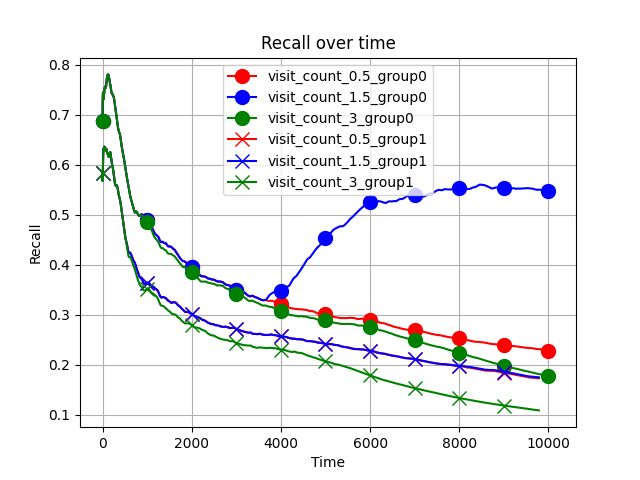 Recall over time
0.8
0.7
0.6
0.5
0.4
0.3
0.2
0.1
Recall
visit_count_0.5_group0
visit_count_1.5_group0
visit_count_3_group0
visit_count_0.5_group1
visit_count_1.5_group1
visit_count_3_group1
0 2000 4000 6000 8000 10000
Time